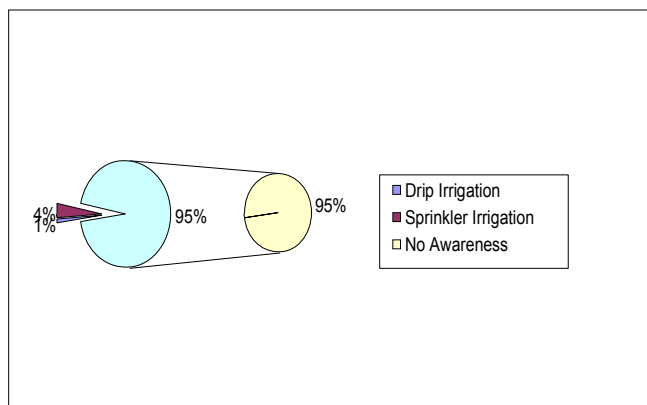 4%
1%
95%
95%
Drip Irrigation
Sprinkler Irrigation
No Awareness